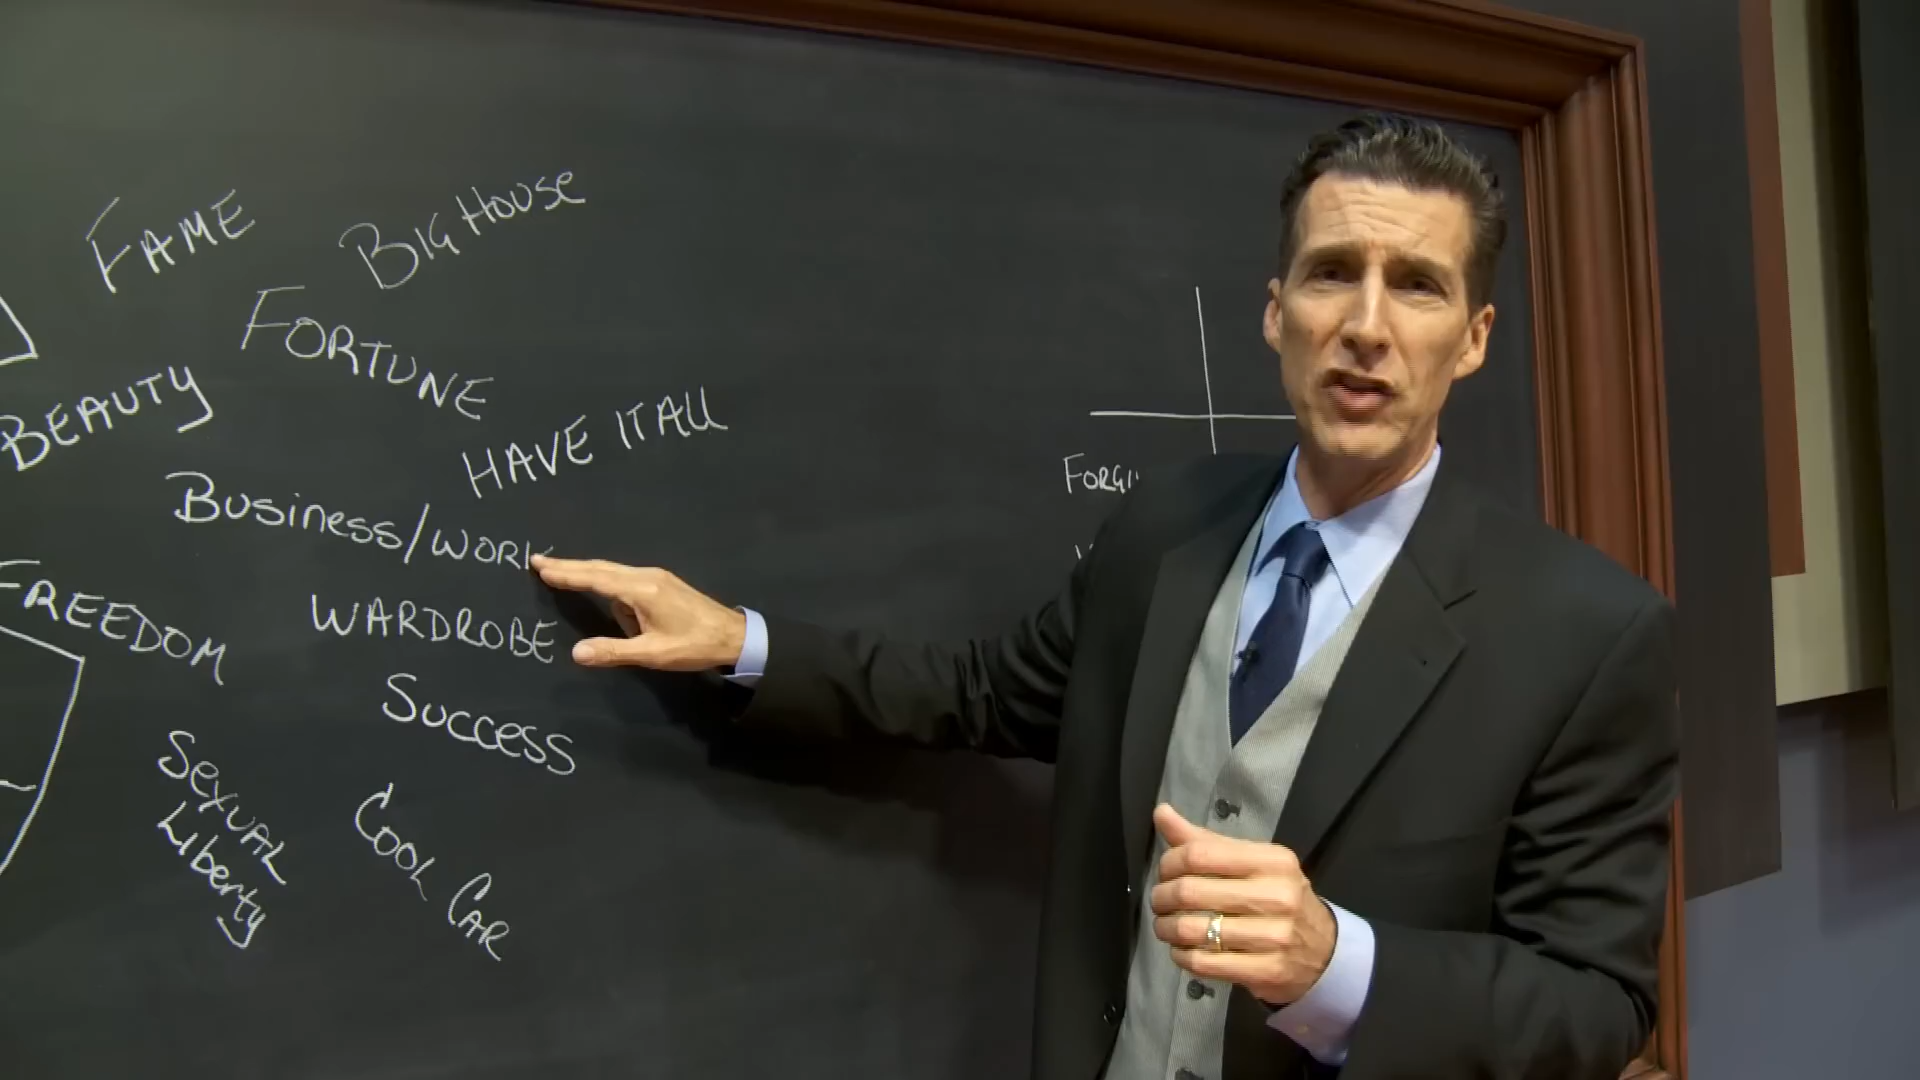 FAME
BIG HOUSE
FORTUNE
BEAUTY
HAVE IT ALL
Business/WORK
FREEDOM
WARDROBE
Success
SEXUAL
Liberty
COOL CAR